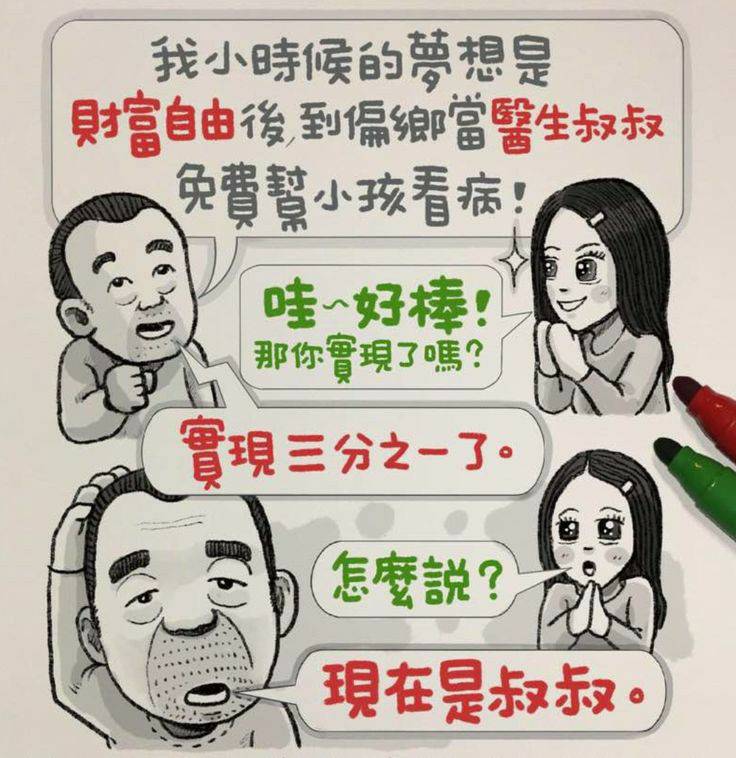 我小時候的夢想是
財富自由後,到偏鄉當醫生叔叔
免費幫小孩看病!
哇~好棒!
那你實現了嗎?
實現三分之一了。
怎麼說?
現在是叔叔。